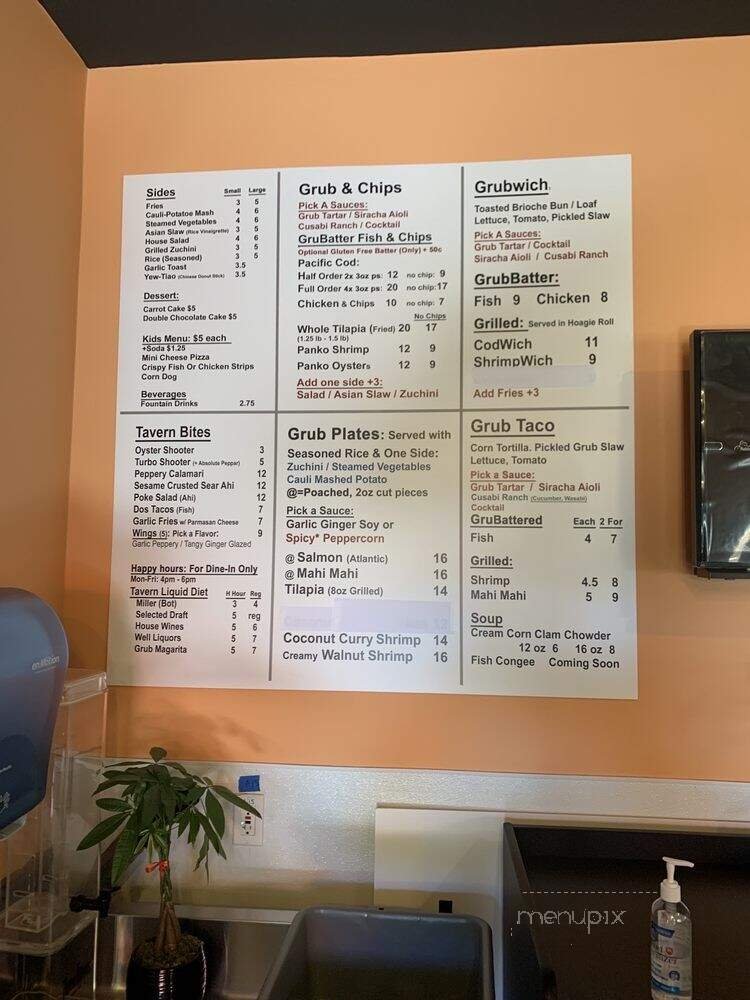 Sides Small Large
Fries 3 5
Cauli-Potatoe Mash 4 6
Steamed Vegetables 4 6
Asian Slaw (Rice Vinaigrette) 3 5
House Salad 4 6
Grilled Zuchini 3 5
Rice (Seasoned) 3 5
Garlic Toast 3.5
Yew-Tiao (Chinese Donut Stick) 3.5
Dessert:
Carrot Cake $5
Double Chocolate Cake $5
Kids Menu: $5 each
+Soda $1.25
Mini Cheese Pizza
Crispy Fish Or Chicken Strips
Corn Dog
Beverages
Fountain Drinks 2.75
Grub & Chips
Pick A Sauces:
Grub Tartar / Siracha Aioli
Cusabi Ranch / Cocktail
GruBatter Fish & Chips
Optional Gluten Free Batter (Only) + 50c
Pacific Cod:
Half Order 2x 3oz ps: 12 no chip: 9
Full Order 4x 3oz ps: 20 no chip:17
Chicken & Chips 10 no chip: 7
No Chips
Whole Tilapia (Fried) 20 17
(1.25 lb - 1.5 lb)
Panko Shrimp 12 9
Panko Oysters 12 9
Add one side +3:
Salad / Asian Slaw / Zuchini
Grubwich
Toasted Brioche Bun / Loaf
Lettuce, Tomato, Pickled Slaw
Pick A Sauces:
Grub Tartar / Cocktail
Siracha Aioli / Cusabi Ranch
GrubBatter:
Fish 9 Chicken 8
Grilled: Served in Hoagie Roll
CodWich 11
ShrimpWich 9
Add Fries +3
Tavern Bites
Oyster Shooter 3
Turbo Shooter (+ Absolute Peppar) 5
Peppery Calamari 12
Sesame Crusted Sear Ahi 12
Poke Salad (Ahi) 12
Dos Tacos (Fish) 7
Garlic Fries w/ Parmasan Cheese 7
Wings (5): Pick a Flavor: 9
Garlic Peppery / Tangy Ginger Glazed
Happy hours: For Dine-In Only
Mon-Fri: 4pm - 6pm
Tavern Liquid Diet H Hour Reg
Miller (Bot) 3 4
Selected Draft 5 reg
House Wines 5 6
Well Liquors 5 7
Grub Magarita 5 7
Grub Plates: Served with
Seasoned Rice & One Side:
Zuchini / Steamed Vegetables
Cauli Mashed Potato
@=Poached, 2oz cut pieces
Pick a Sauce:
Garlic Ginger Soy or
Spicy* Peppercorn
@ Salmon (Atlantic) 16
@ Mahi Mahi 16
Tilapia (8oz Grilled) 14
Coconut Curry Shrimp 14
Creamy Walnut Shrimp 16
Grub Taco
Corn Tortilla. Pickled Grub Slaw
Lettuce, Tomato
Pick a Sauce:
Grub Tartar / Siracha Aioli
Cusabi Ranch (Cucumber, Wasabi)
Cocktail
GruBattered Each 2 For
Fish 4 7
Grilled:
Shrimp 4.5 8
Mahi Mahi 5 9
Soup
Cream Corn Clam Chowder
12 oz 6 16 oz 8
Fish Congee Coming Soon
enMotion
menupix